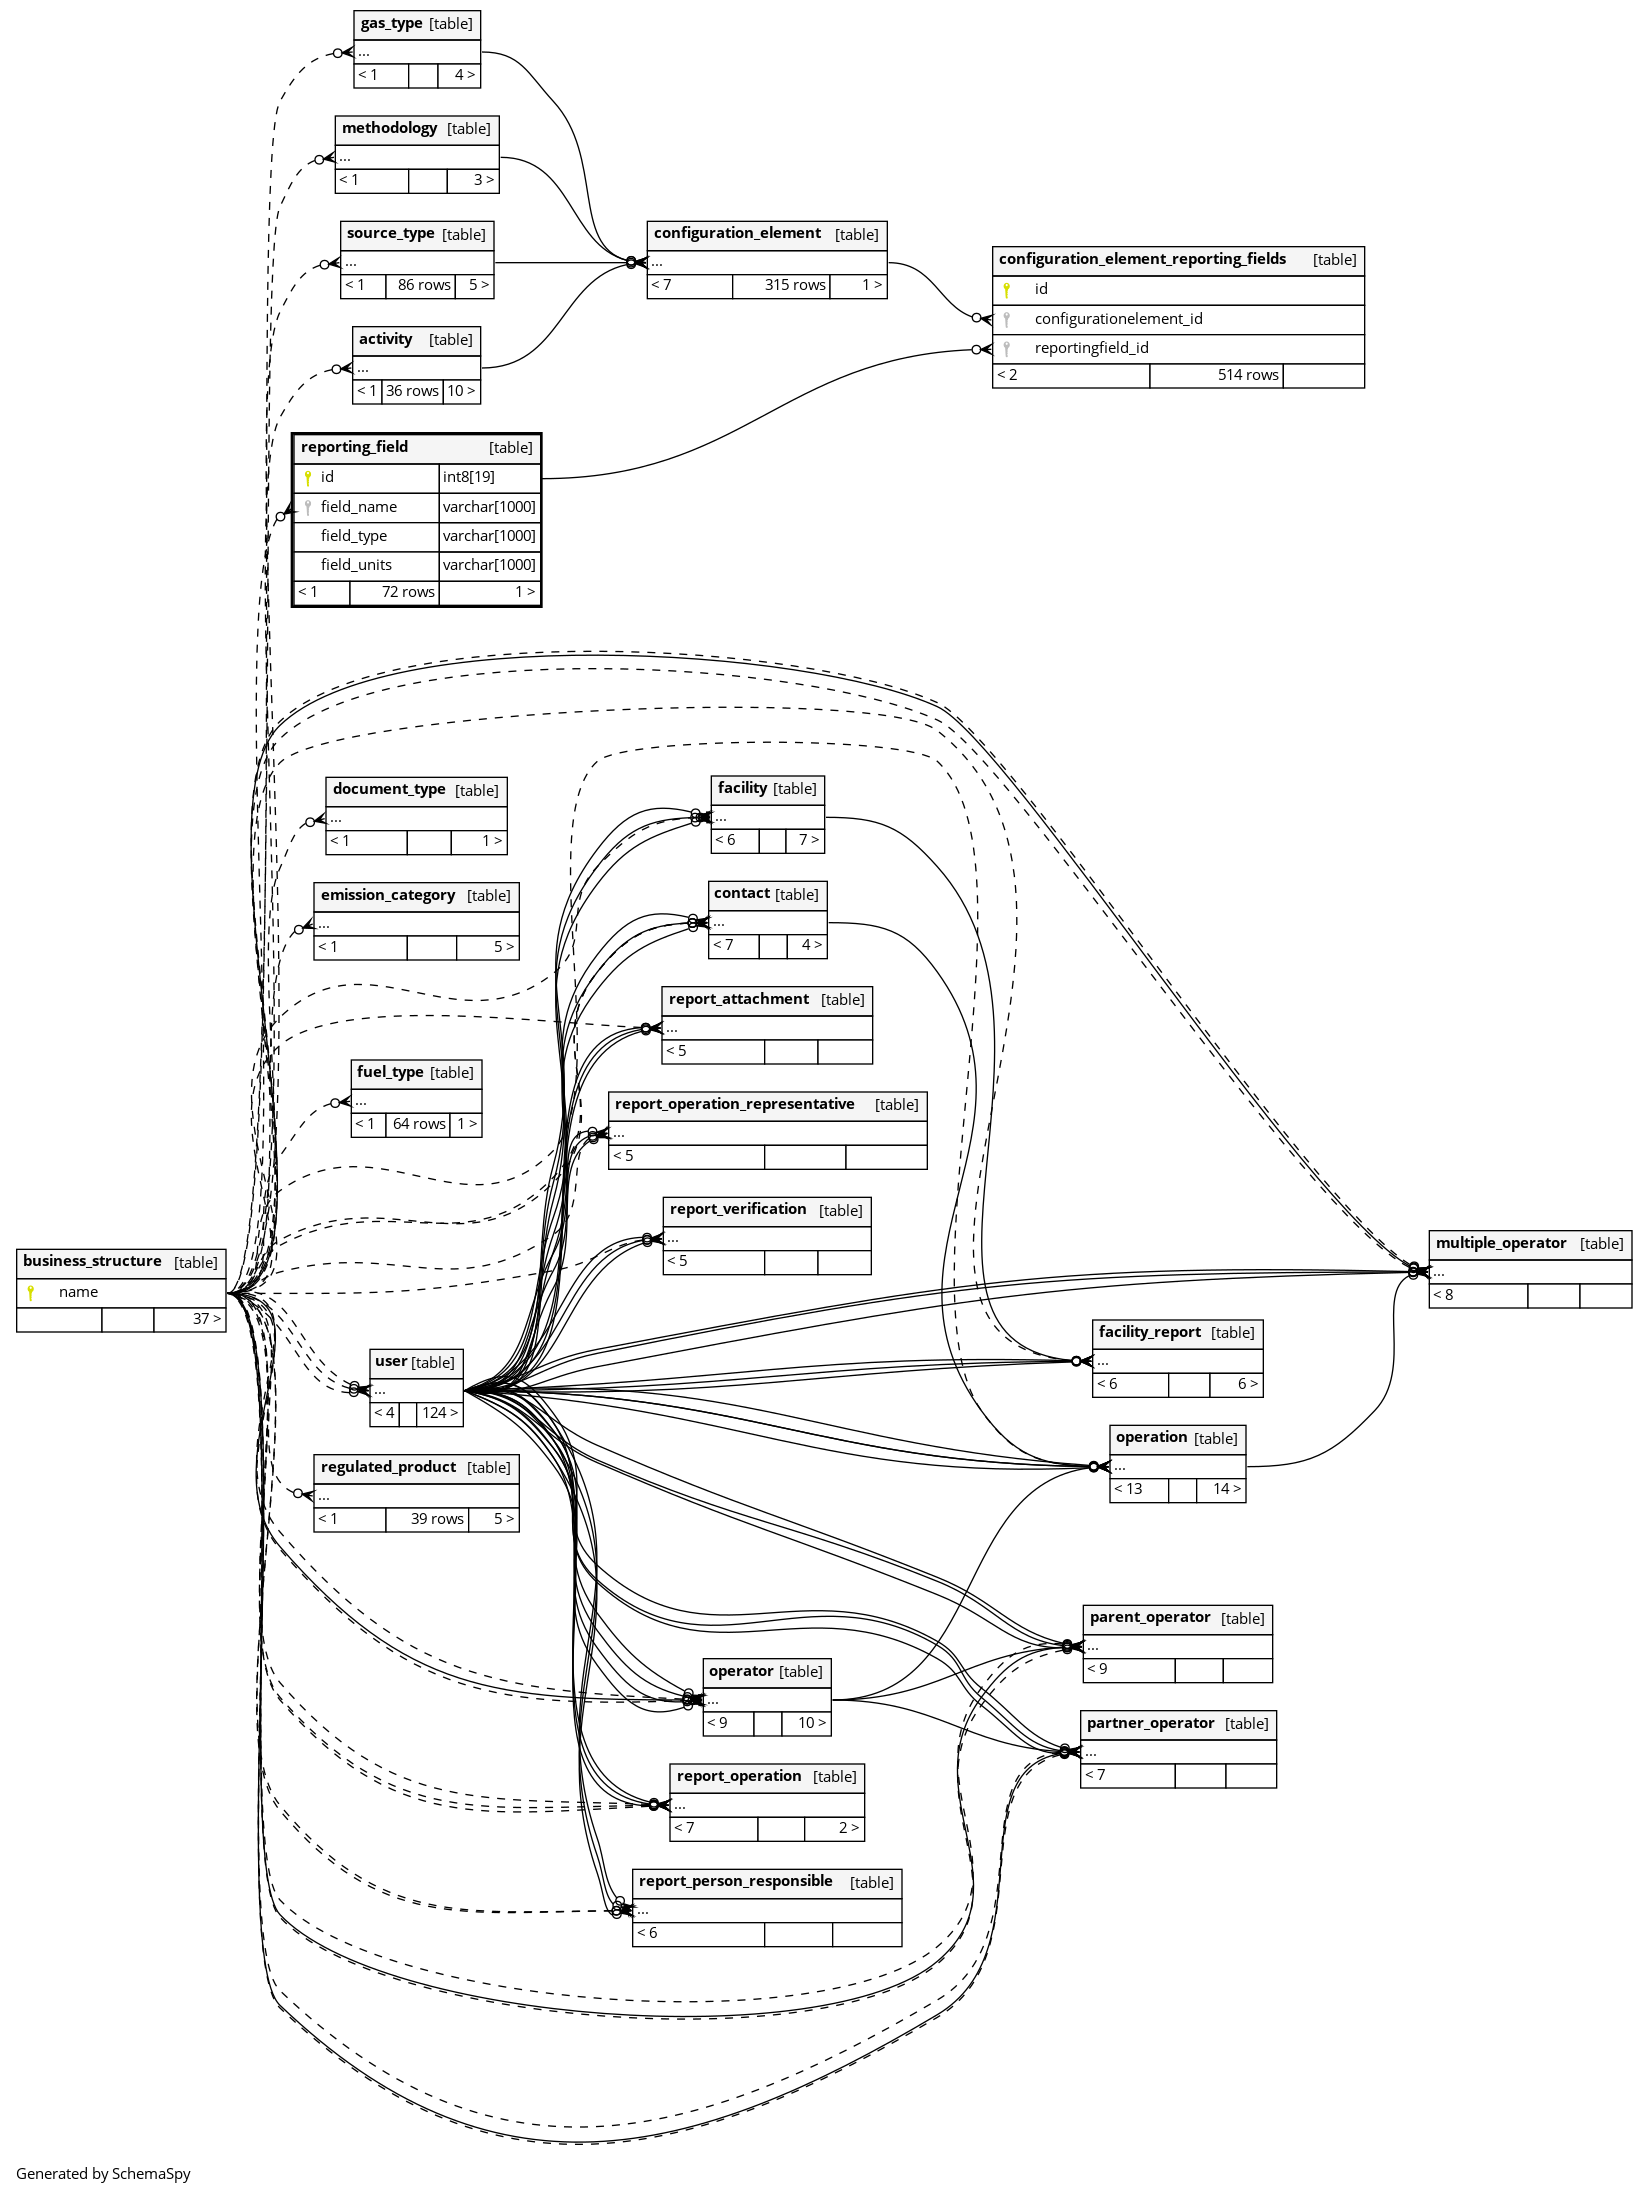 gas_type [table]
...
< 1 4 >
methodology [table]
...
< 1 3 >
source_type [table]
...
< 1 86 rows 5 >
activity [table]
...
< 1 36 rows 10 >
configuration_element [table]
...
< 7 315 rows 1 >
configuration_element_reporting_fields [table]
id
configurationelement_id
reportingfield_id
< 2 514 rows
reporting_field [table]
id int8[19]
field_name varchar[1000]
field_type varchar[1000]
field_units varchar[1000]
< 1 72 rows 1 >
document_type [table]
...
< 1 1 >
emission_category [table]
...
< 1 5 >
fuel_type [table]
...
< 1 64 rows 1 >
business_structure [table]
name
37 >
user [table]
...
< 4 124 >
regulated_product [table]
...
< 1 39 rows 5 >
facility [table]
...
< 6 7 >
contact [table]
...
< 7 4 >
report_attachment [table]
...
< 5
report_operation_representative [table]
...
< 5
report_verification [table]
...
< 5
operator [table]
...
< 9 10 >
report_operation [table]
...
< 7 2 >
report_person_responsible [table]
...
< 6
multiple_operator [table]
...
< 8
facility_report [table]
...
< 6 6 >
operation [table]
...
< 13 14 >
parent_operator [table]
...
< 9
partner_operator [table]
...
< 7
Generated by SchemaSpy